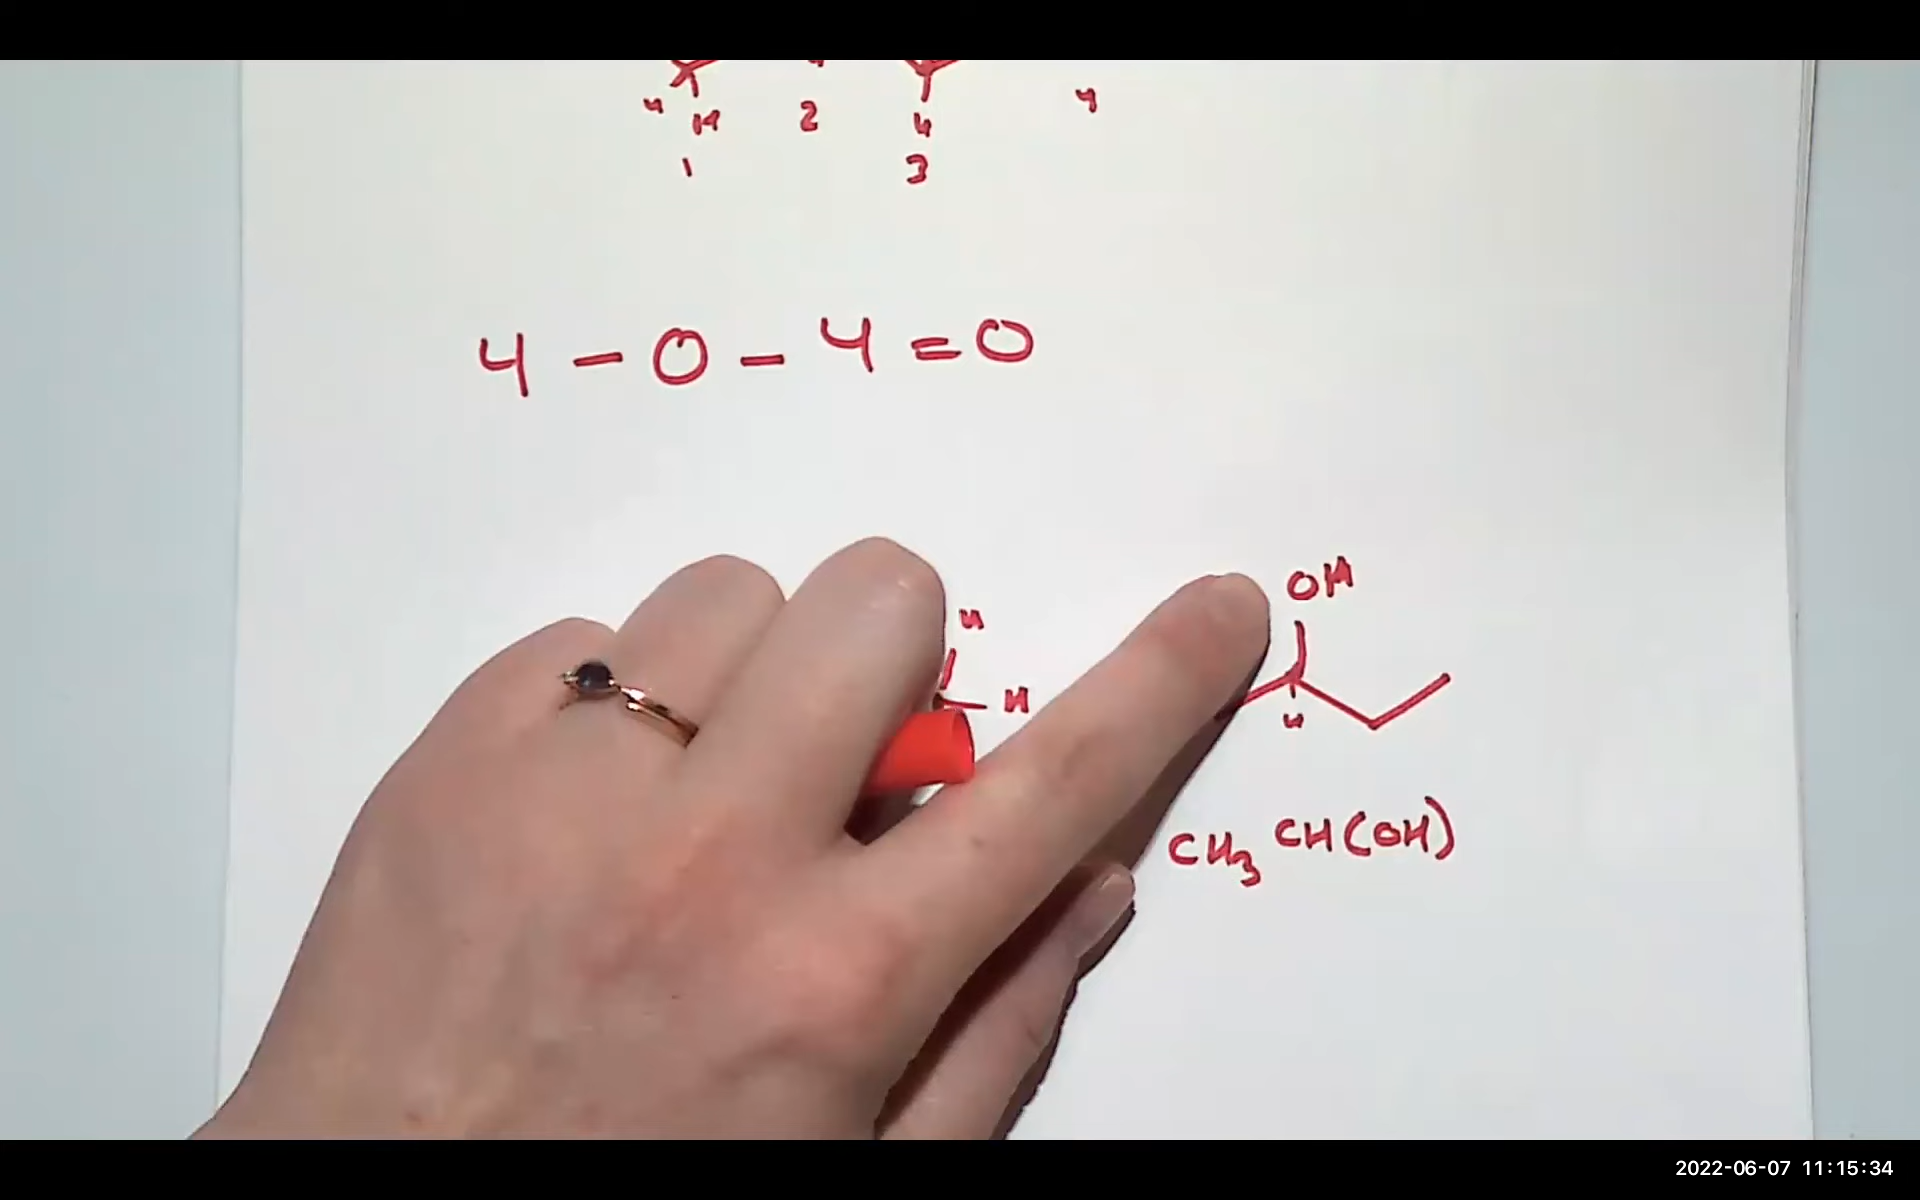 H H 2 H H
1 3
4 - 0 - 4 = 0
OH
H
H
H
CH3 CH(OH)
2022-06-07 11:15:34